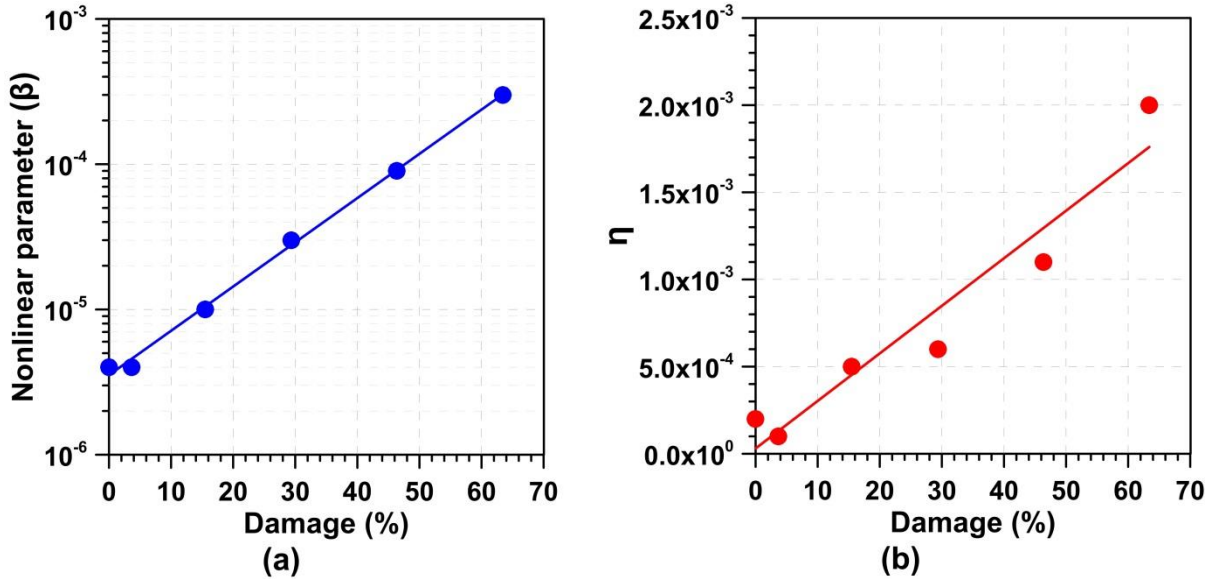 Nonlinear parameter (β)
10⁻³
10⁻⁴
10⁻⁵
10⁻⁶
0 10 20 30 40 50 60 70
Damage (%)
(a)
η
2.5x10⁻³
2.0x10⁻³
1.5x10⁻³
1.0x10⁻³
5.0x10⁻⁴
0.0x10⁰
0 10 20 30 40 50 60 70
Damage (%)
(b)